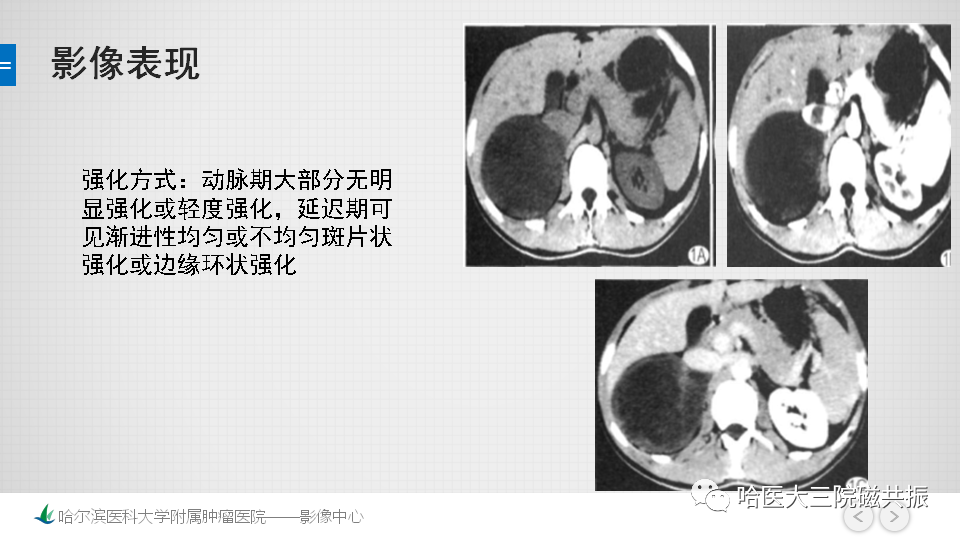 影像表现
强化方式：动脉期大部分无明
显强化或轻度强化，延迟期可
见渐进性均匀或不均匀斑片状
强化或边缘环状强化
1A
哈医大三院磁共振
哈尔滨医科大学附属肿瘤医院——影像中心